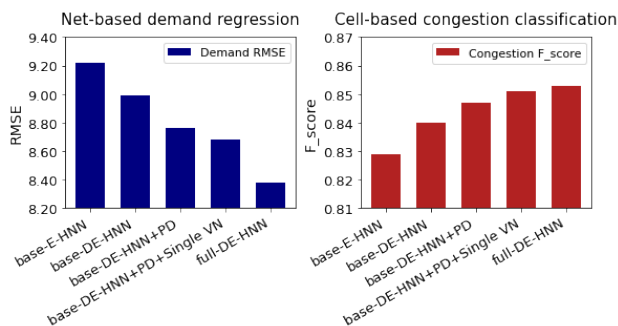 Net-based demand regression
Demand RMSE
RMSE
9.40
9.20
9.00
8.80
8.60
8.40
8.20
base-E-HNN
base-DE-HNN
base-DE-HNN+PD
base-DE-HNN+PD+Single VN
full-DE-HNN
Cell-based congestion classification
Congestion F_score
F_score
0.87
0.86
0.85
0.84
0.83
0.82
0.81
base-E-HNN
base-DE-HNN
base-DE-HNN+PD
base-DE-HNN+PD+Single VN
full-DE-HNN